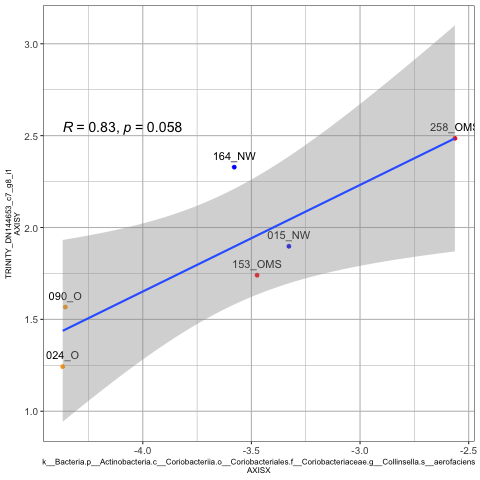 3.0
2.5
2.0
1.5
1.0
TRINITY_DN144653_c7_g8_i1
AXISY
R = 0.83, p = 0.058
258_OMS
164_NW
015_NW
153_OMS
090_O
024_O
-4.0
-3.5
-3.0
-2.5
k__Bacteria.p__Actinobacteria.c__Coriobacteriia.o__Coriobacteriales.f__Coriobacteriaceae.g__Collinsella.s__aerofaciens
AXISX